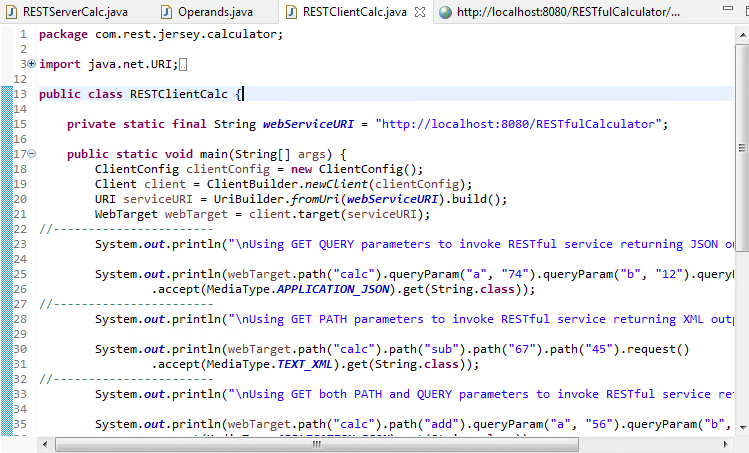 RESTServerCalc.java Operands.java RESTClientCalc.java http://localhost:8080/RESTfulCalculator/...
1 package com.rest.jersey.calculator;
2
3 import java.net.URI;
12
13 public class RESTClientCalc {
14
15 private static final String webServiceURI = "http://localhost:8080/RESTfulCalculator";
16
17 public static void main(String[] args) {
18 ClientConfig clientConfig = new ClientConfig();
19 Client client = ClientBuilder.newClient(clientConfig);
20 URI serviceURI = UriBuilder.fromUri(webServiceURI).build();
21 WebTarget webTarget = client.target(serviceURI);
22 //-----------------------
23 System.out.println("\nUsing GET QUERY parameters to invoke RESTful service returning JSON ou
24
25 System.out.println(webTarget.path("calc").queryParam("a", "74").queryParam("b", "12").query
26 .accept(MediaType.APPLICATION_JSON).get(String.class));
27 //-----------------------
28 System.out.println("\nUsing GET PATH parameters to invoke RESTful service returning XML outp
29
30 System.out.println(webTarget.path("calc").path("sub").path("67").path("45").request()
31 .accept(MediaType.TEXT_XML).get(String.class));
32 //-----------------------
33 System.out.println("\nUsing GET both PATH and QUERY parameters to invoke RESTful service re
34
35 System.out.println(webTarget.path("calc").path("add").queryParam("a", "56").queryParam("b",